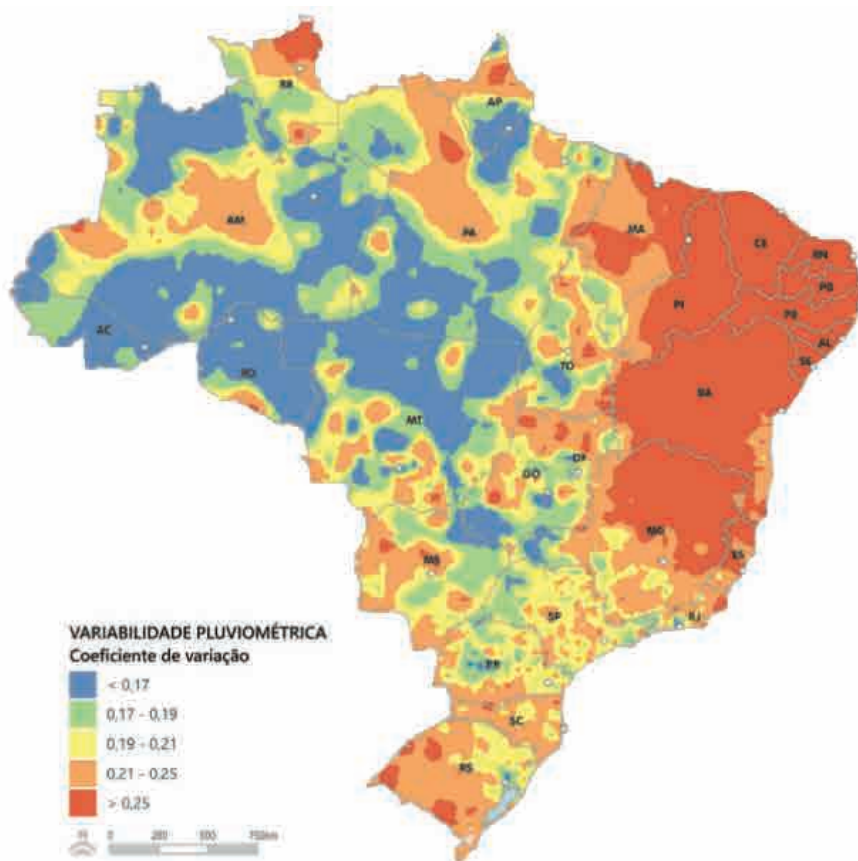 RR
AP
AM
PA
MA
CE
RN
PB
PI
PE
AL
SE
AC
RO
TO
BA
MT
DF
GO
MG
ES
MS
SP
RJ
PR
SC
RS
VARIABILIDADE PLUVIOMÉTRICA
Coeficiente de variação
< 0,17
0,17 - 0,19
0,19 - 0,21
0,21 - 0,25
> 0,25
0 250 500 750km